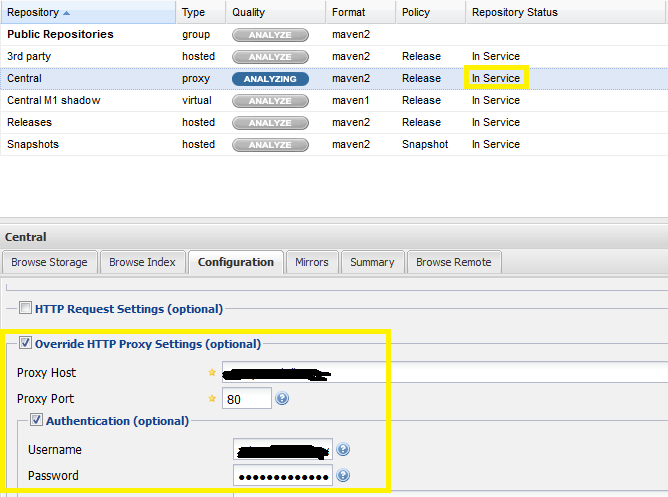 Repository Type Quality Format Policy Repository Status
Public Repositories group ANALYZE maven2
3rd party hosted ANALYZE maven2 Release In Service
Central proxy ANALYZING maven2 Release In Service
Central M1 shadow virtual ANALYZE maven1 Release In Service
Releases hosted ANALYZE maven2 Release In Service
Snapshots hosted ANALYZE maven2 Snapshot In Service
Central
Browse Storage Browse Index Configuration Mirrors Summary Browse Remote
HTTP Request Settings (optional)
Override HTTP Proxy Settings (optional)
Proxy Host
Proxy Port 80
Authentication (optional)
Username
Password